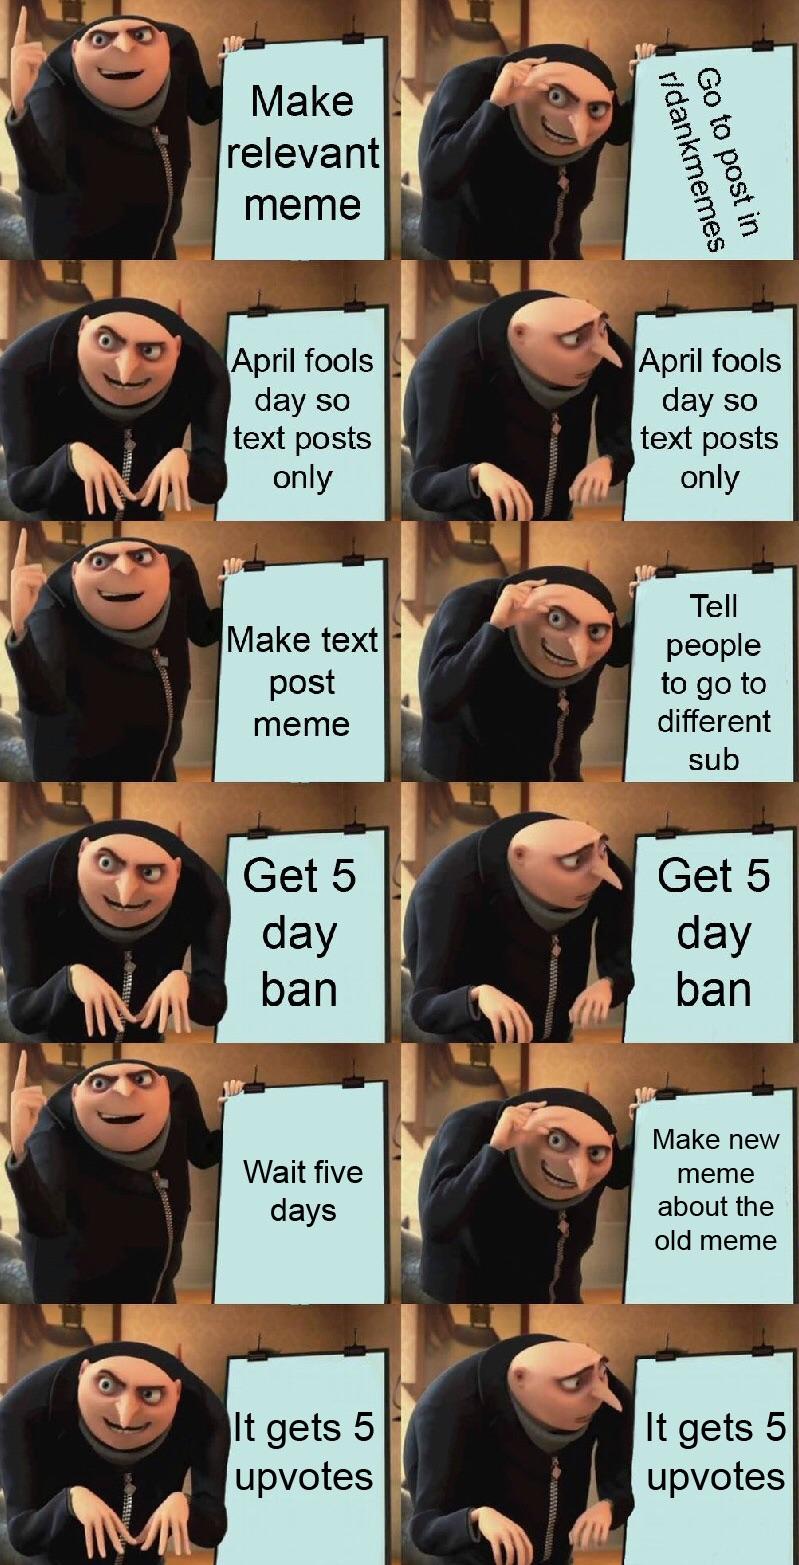 Make
relevant
meme
Go to post in
r/dankmemes
April fools
day so
text posts
only
April fools
day so
text posts
only
Make text
post
meme
Tell
people
to go to
different
sub
Get 5
day
ban
Get 5
day
ban
Wait five
days
Make new
meme
about the
old meme
It gets 5
upvotes
It gets 5
upvotes